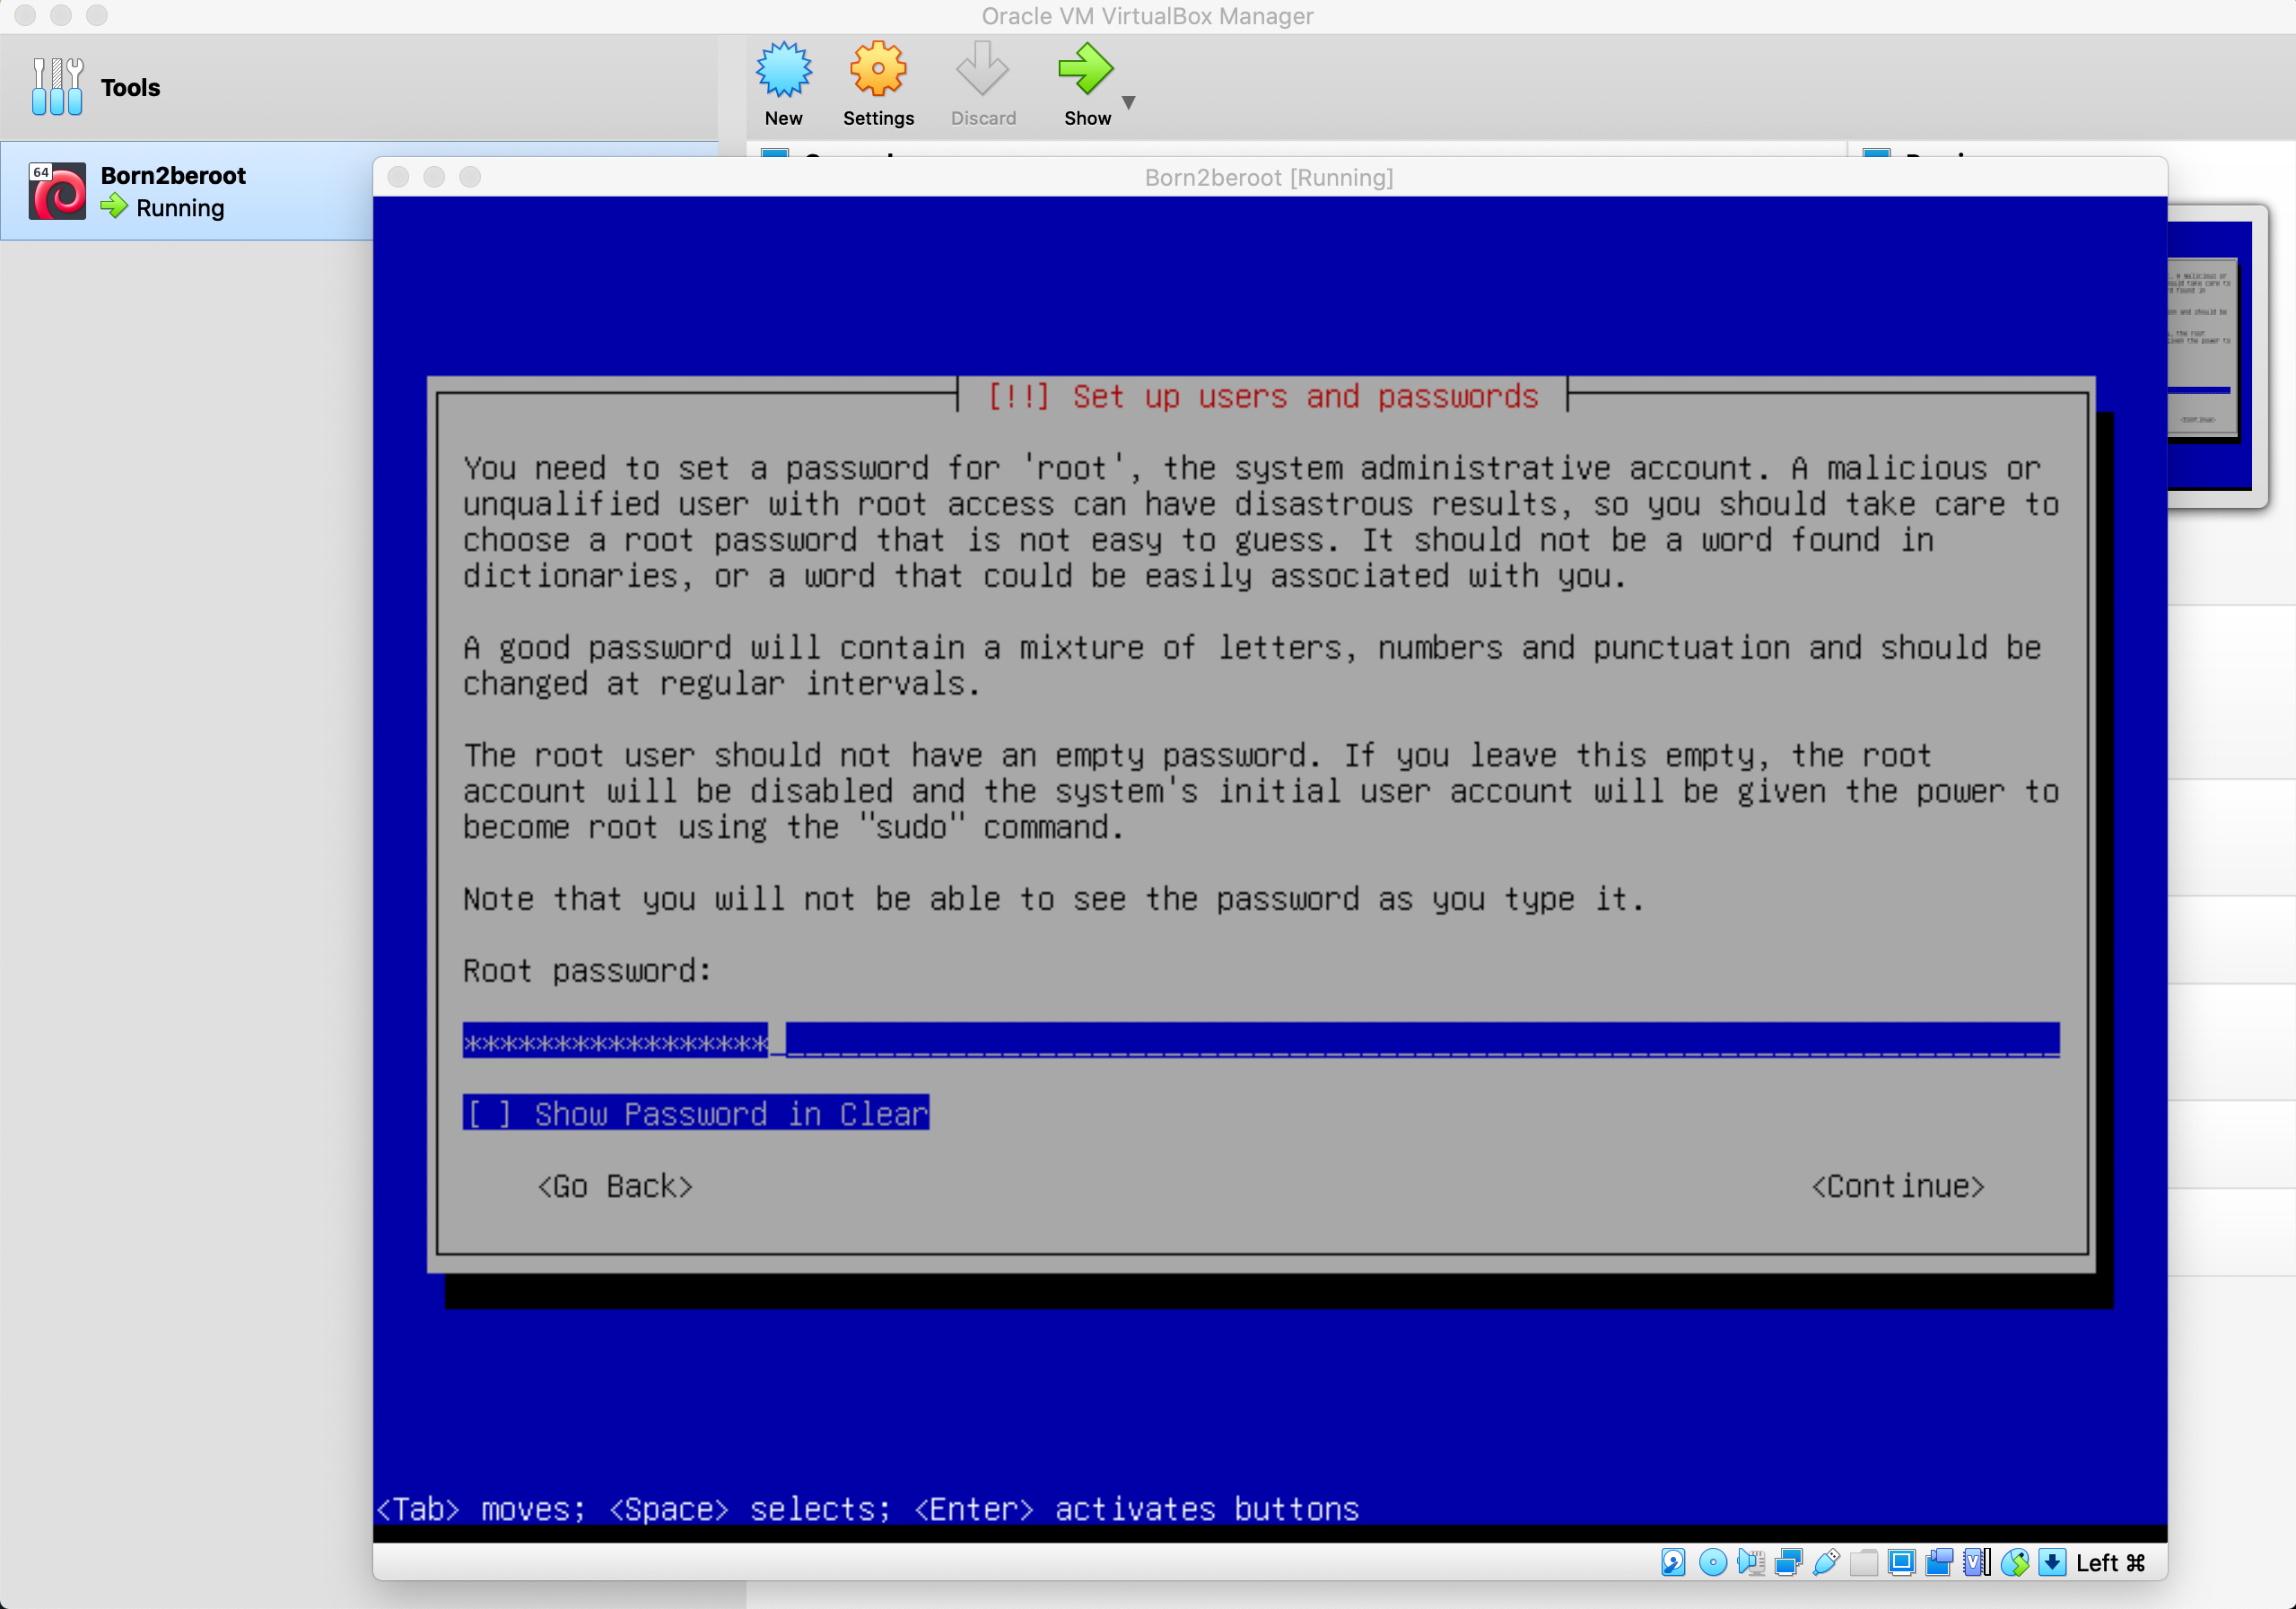 Oracle VM VirtualBox Manager
Tools
New
Settings
Discard
Show
64
Born2beroot
Running
Born2beroot [Running]
[!!] Set up users and passwords
You need to set a password for 'root', the system administrative account. A malicious or
unqualified user with root access can have disastrous results, so you should take care to
choose a root password that is not easy to guess. It should not be a word found in
dictionaries, or a word that could be easily associated with you.
A good password will contain a mixture of letters, numbers and punctuation and should be
changed at regular intervals.
The root user should not have an empty password. If you leave this empty, the root
account will be disabled and the system's initial user account will be given the power to
become root using the "sudo" command.
Note that you will not be able to see the password as you type it.
Root password:
*****************
[ ] Show Password in Clear
<Go Back>
<Continue>
<Tab> moves; <Space> selects; <Enter> activates buttons
Left ⌘